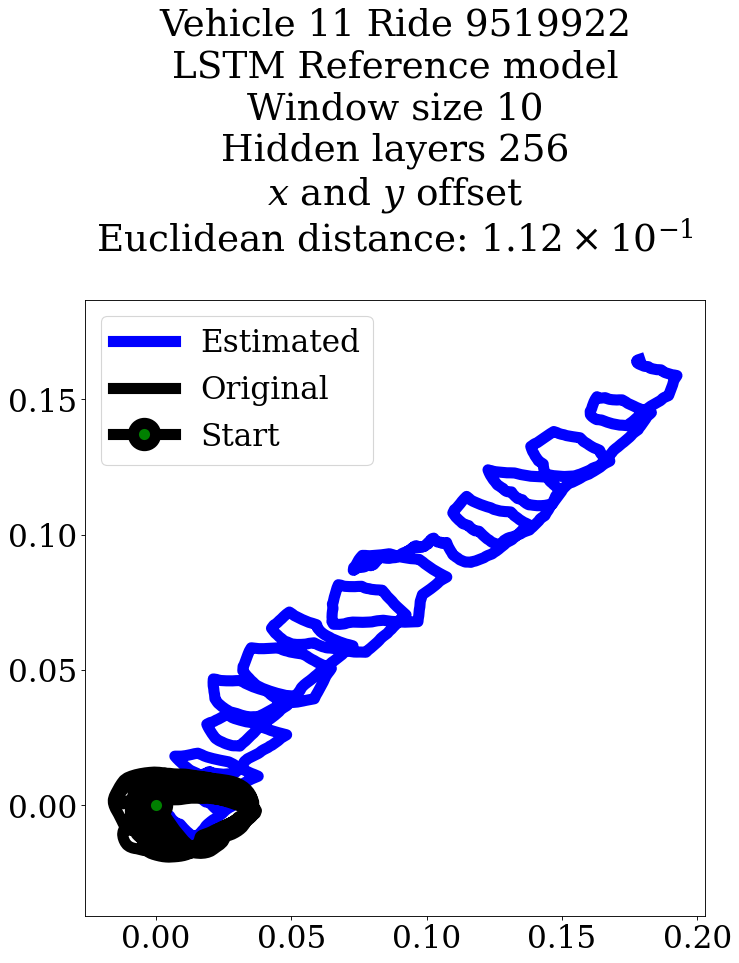 Vehicle 11 Ride 9519922
LSTM Reference model
Window size 10
Hidden layers 256
x and y offset
Euclidean distance: 1.12 × 10⁻¹
Estimated
Original
Start
0.15
0.10
0.05
0.00
0.00 0.05 0.10 0.15 0.20